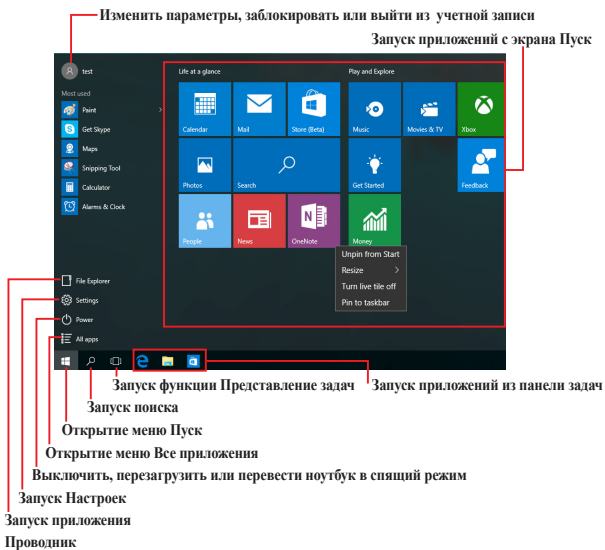 Изменить параметры, заблокировать или выйти из учетной записи
Запуск приложений с экрана Пуск
test
Life at a glance
Play and Explore
Most used
Paint
Get Skype
Maps
Snipping Tool
Calculator
Alarms & Clock
Calendar
Mail
Store (Beta)
Music
Movies & TV
Xbox
Photos
Search
Get Started
Feedback
People
News
OneNote
Money
Unpin from Start
Resize
Turn live tile off
Pin to taskbar
File Explorer
Settings
Power
All apps
Запуск функции Представление задач
Запуск приложений из панели задач
Запуск поиска
Открытие меню Пуск
Открытие меню Все приложения
Выключить, перезагрузить или перевести ноутбук в спящий режим
Запуск Настроек
Запуск приложения
Проводник